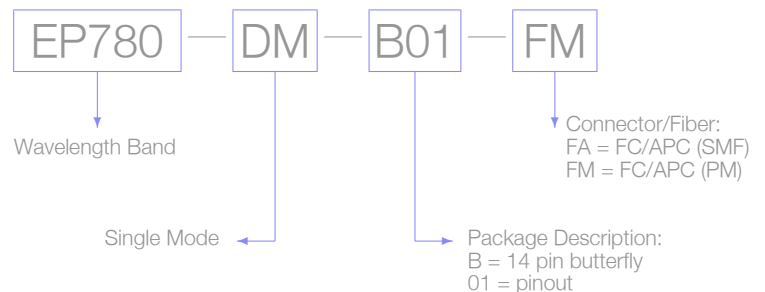 EP780 — DM — B01 — FM
Wavelength Band
Connector/Fiber:
FA = FC/APC (SMF)
FM = FC/APC (PM)
Single Mode
Package Description:
B = 14 pin butterfly
01 = pinout